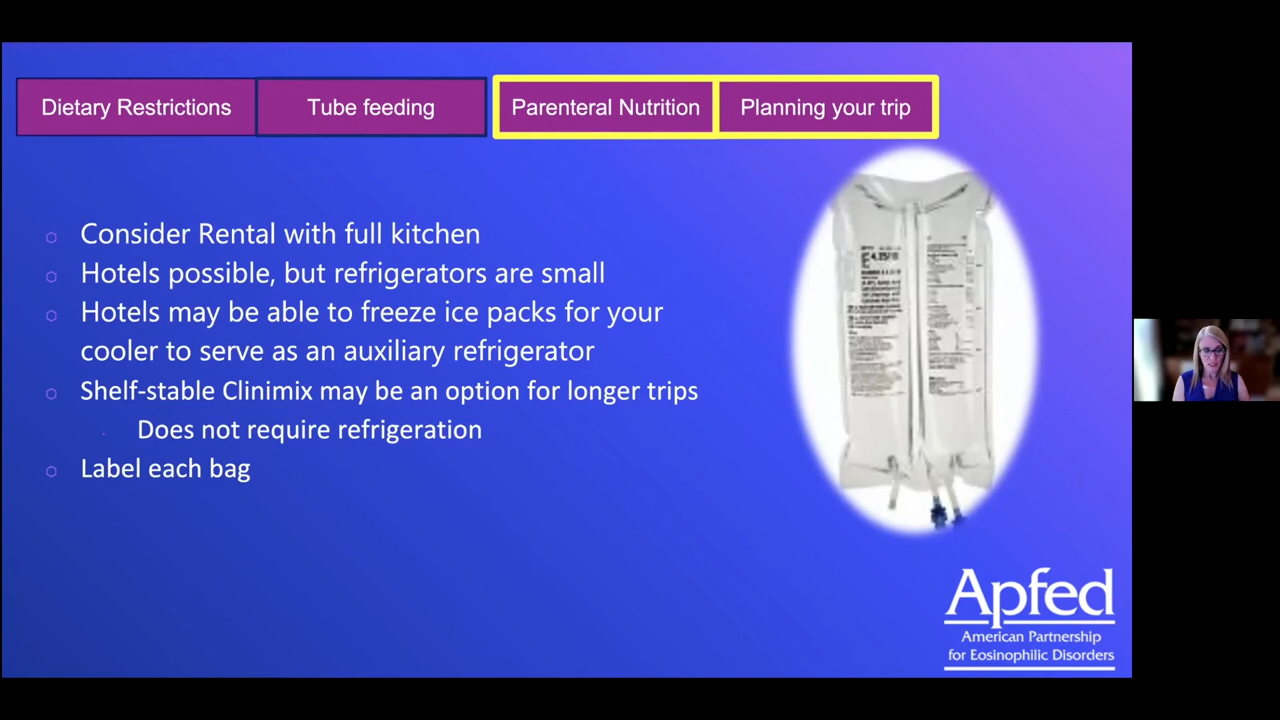 Dietary Restrictions
Tube feeding
Parenteral Nutrition
Planning your trip
Consider Rental with full kitchen
Hotels possible, but refrigerators are small
Hotels may be able to freeze ice packs for your
cooler to serve as an auxiliary refrigerator
Shelf-stable Clinimix may be an option for longer trips
Does not require refrigeration
Label each bag
Apfed
American Partnership
for Eosinophilic Disorders